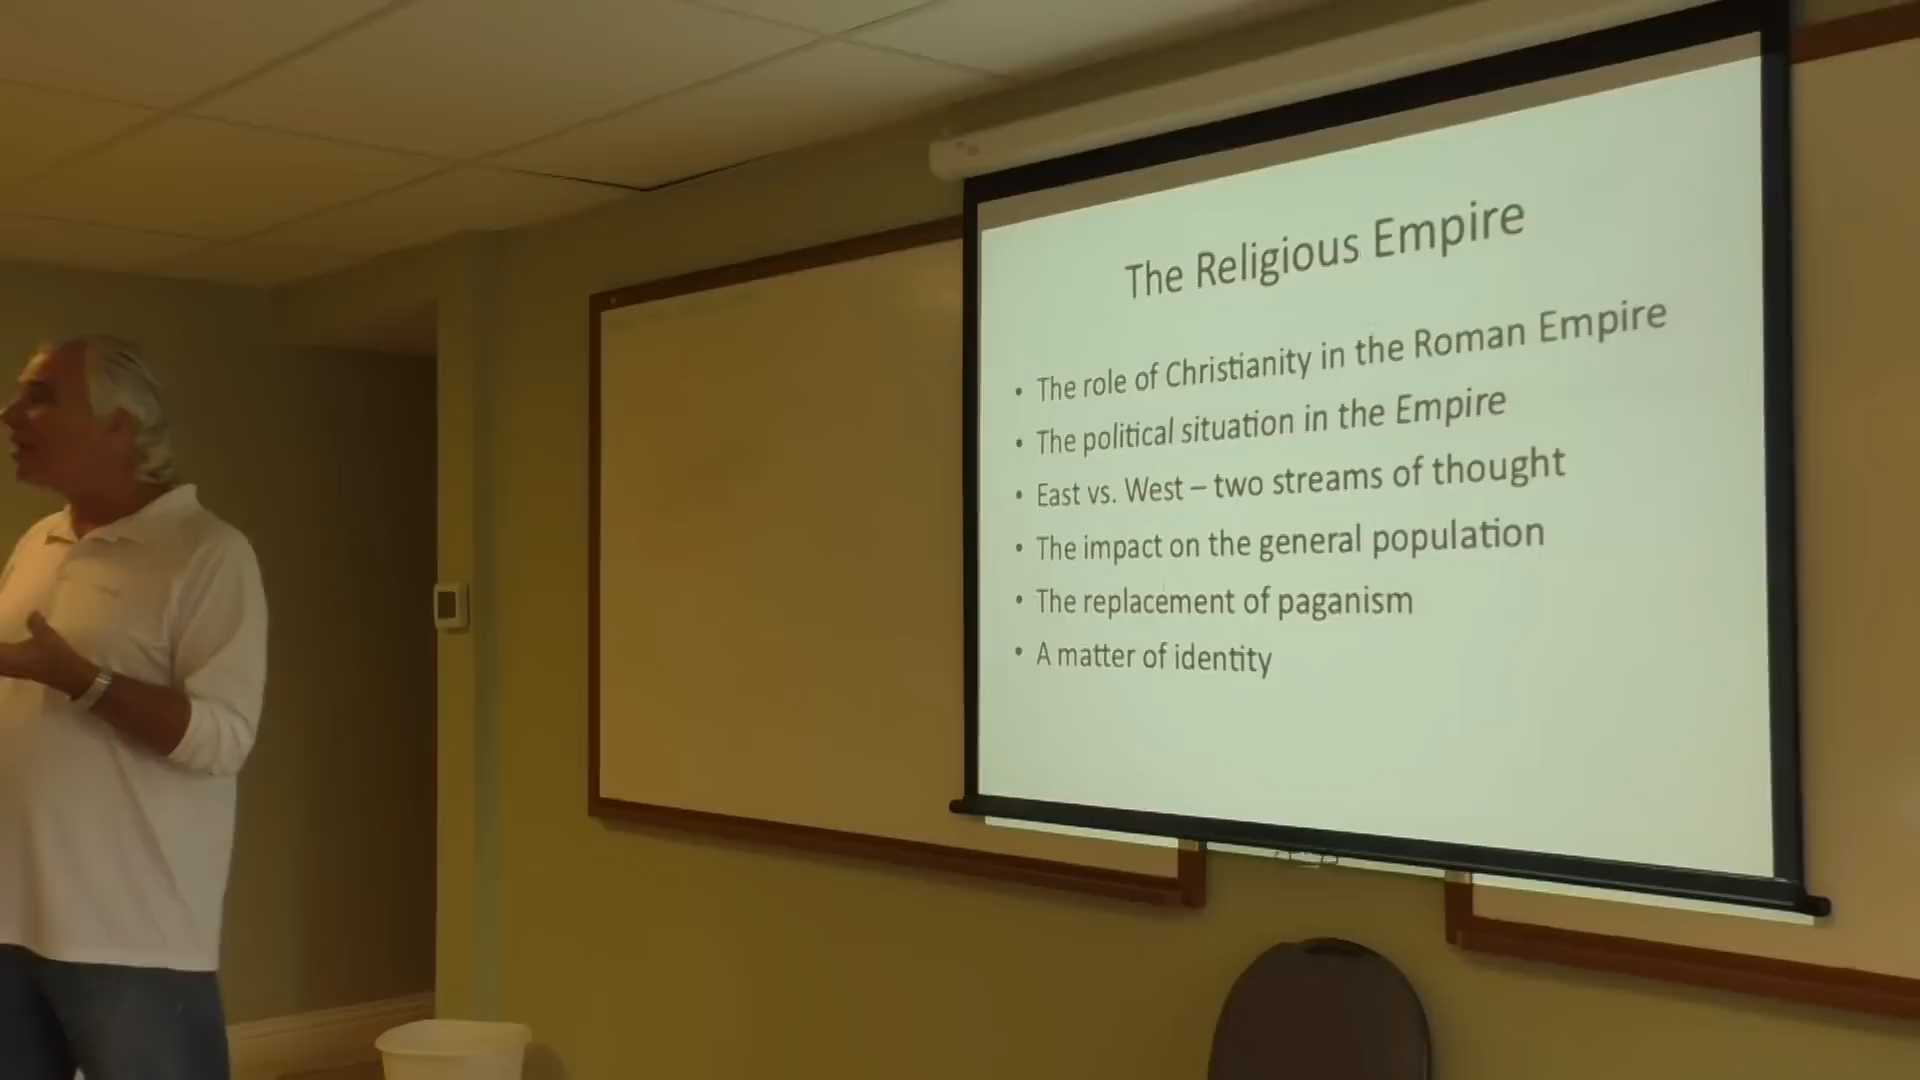 The Religious Empire
• The role of Christianity in the Roman Empire
• The political situation in the Empire
• East vs. West – two streams of thought
• The impact on the general population
• The replacement of paganism
• A matter of identity